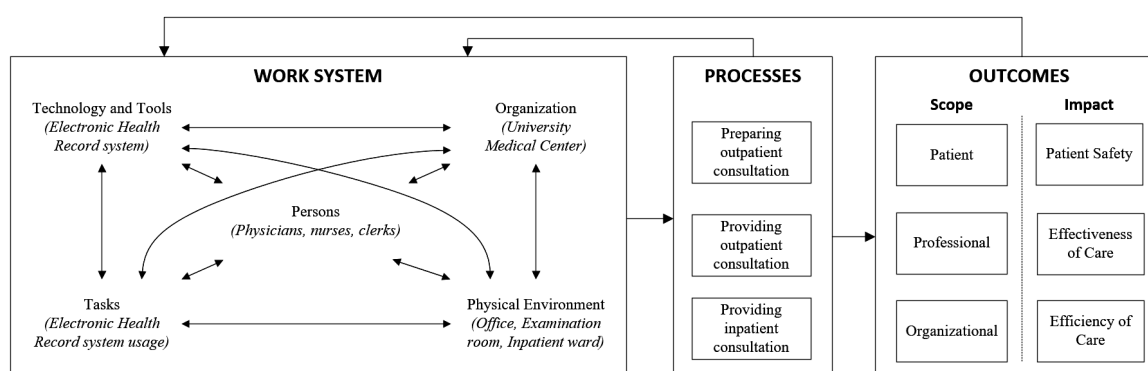 WORK SYSTEM
Technology and Tools
(Electronic Health
Record system)
Organization
(University
Medical Center)
Persons
(Physicians, nurses, clerks)
Tasks
(Electronic Health
Record system usage)
Physical Environment
(Office, Examination
room, Inpatient ward)
PROCESSES
Preparing
outpatient
consultation
Providing
outpatient
consultation
Providing
inpatient
consultation
OUTCOMES
Scope
Impact
Patient
Patient Safety
Professional
Effectiveness
of Care
Organizational
Efficiency of
Care